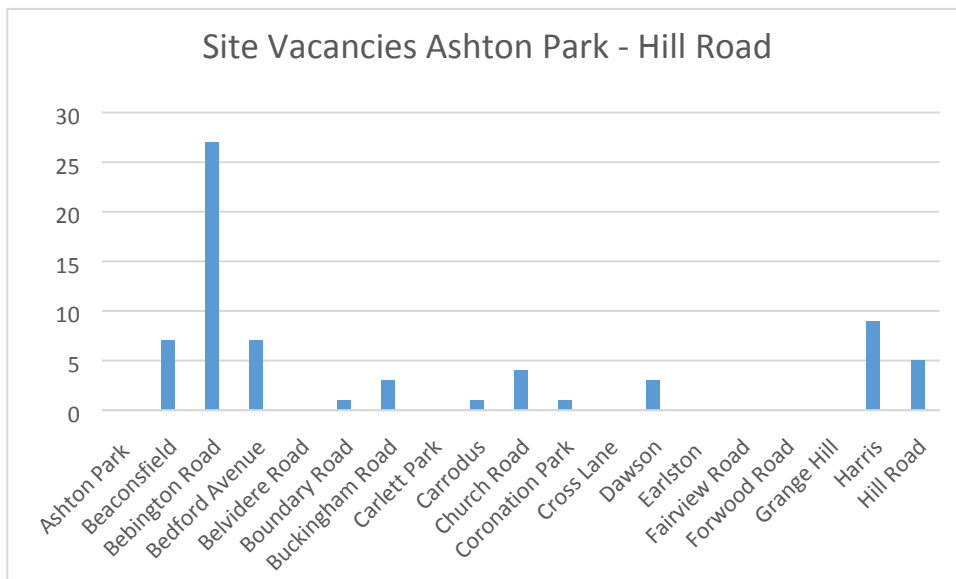 Site Vacancies Ashton Park - Hill Road
30
25
20
15
10
5
0
Ashton Park
Beaconsfield
Bebington Road
Bedford Avenue
Belvidere Road
Boundary Road
Buckingham Road
Carlett Park
Carrodus
Church Road
Coronation Park
Cross Lane
Dawson
Earlston
Fairview Road
Forwood Road
Grange Hill
Harris
Hill Road